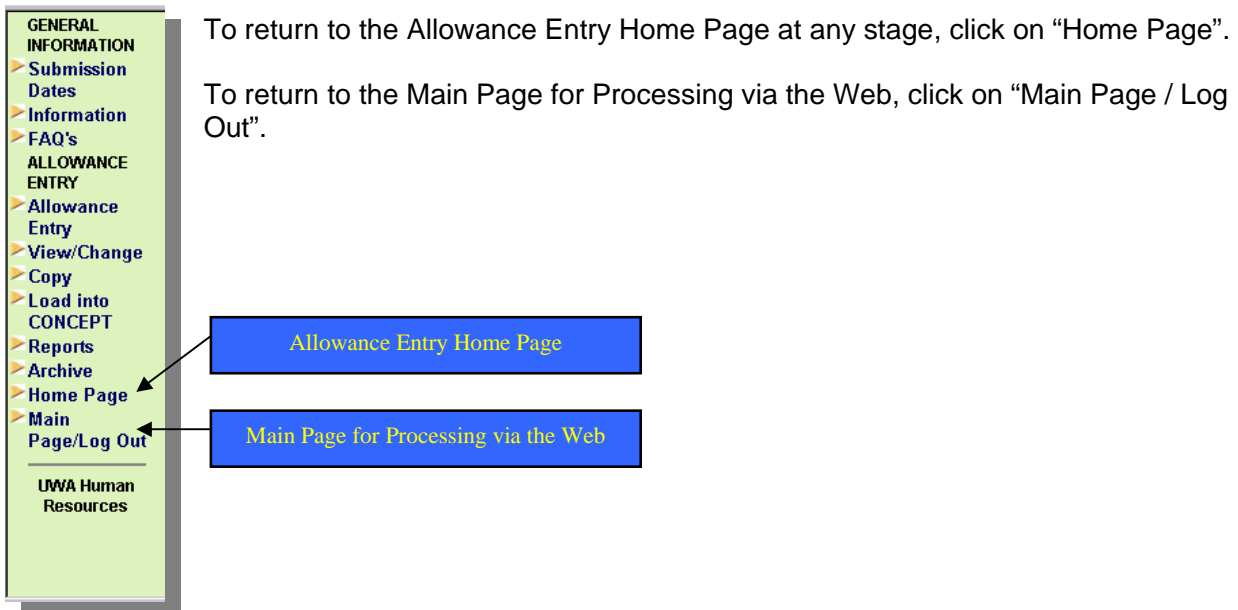 GENERAL
INFORMATION
Submission
Dates
Information
FAQ's
ALLOWANCE
ENTRY
Allowance
Entry
View/Change
Copy
Load into
CONCEPT
Reports
Archive
Home Page
Main
Page/Log Out
UWA Human
Resources
To return to the Allowance Entry Home Page at any stage, click on “Home Page”.
To return to the Main Page for Processing via the Web, click on “Main Page / Log
Out”.
Allowance Entry Home Page
Main Page for Processing via the Web